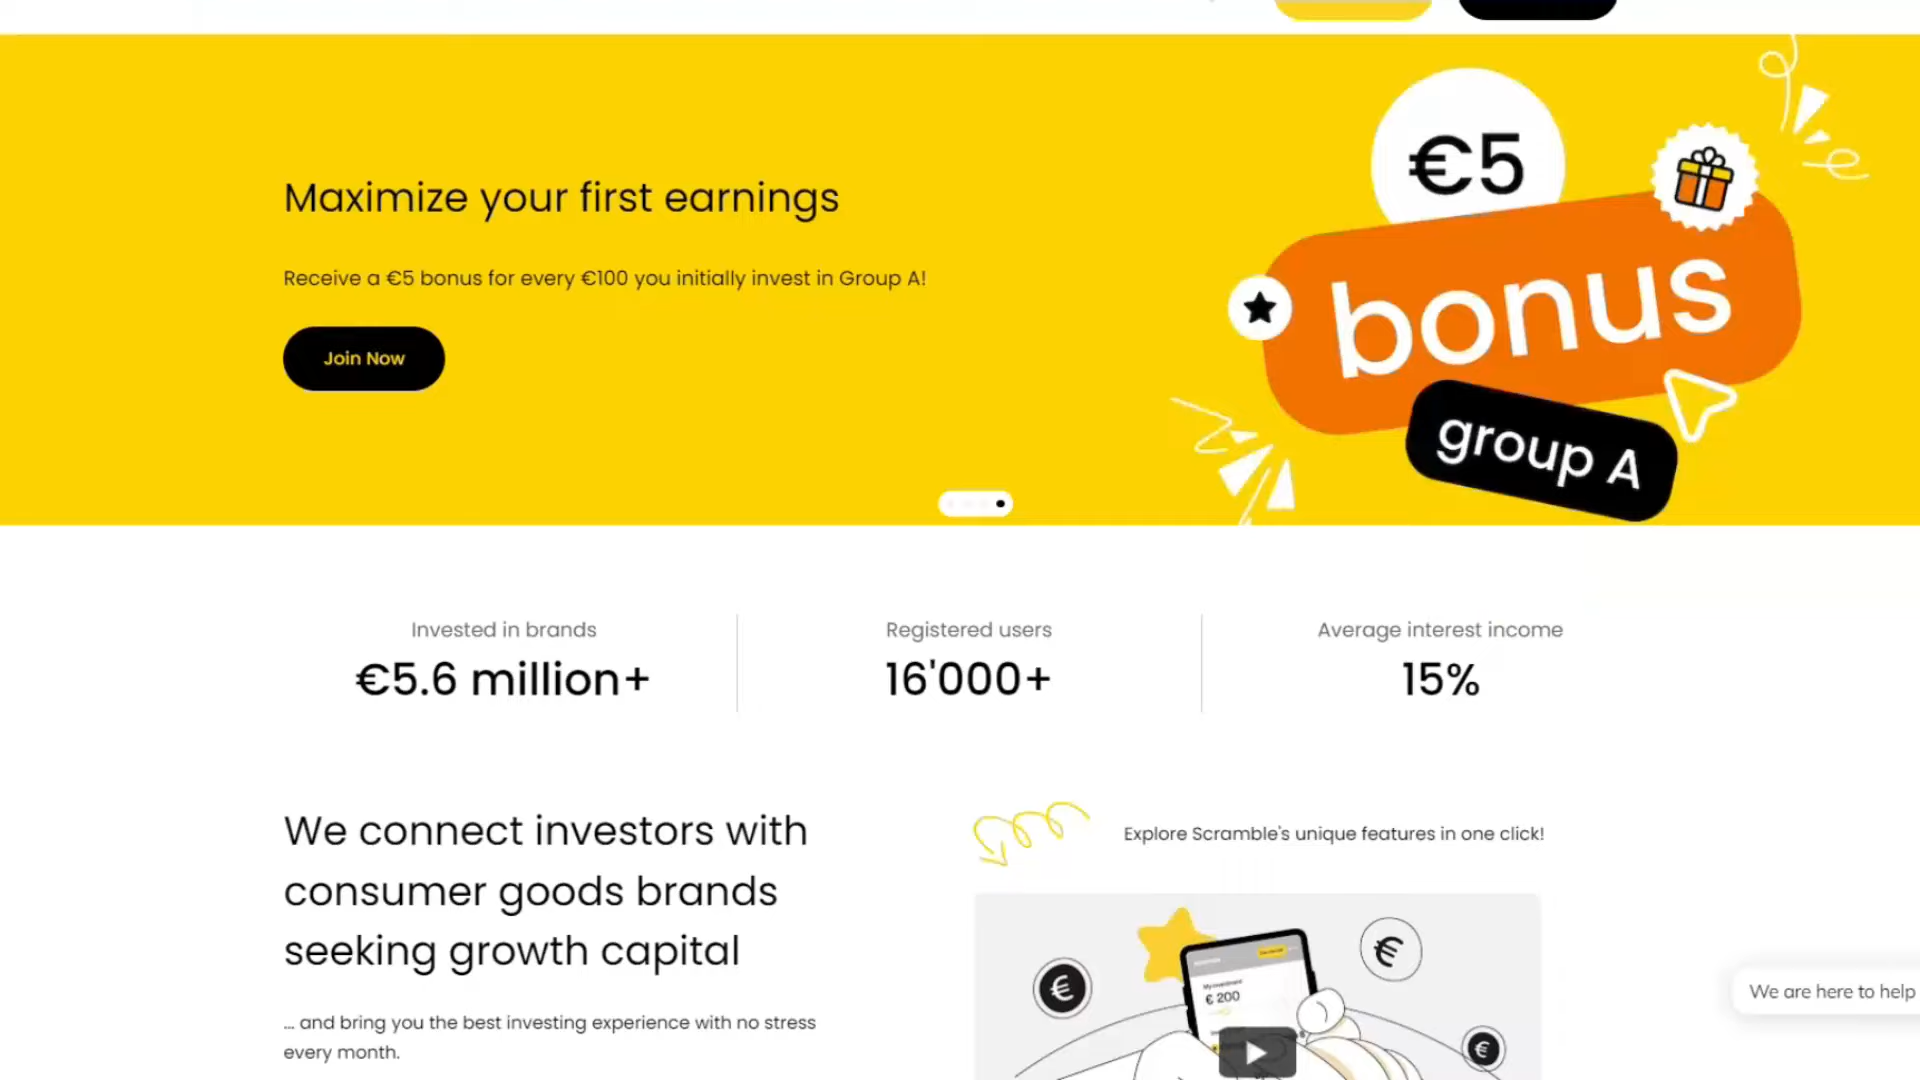 Maximize your first earnings
Receive a €5 bonus for every €100 you initially invest in Group A!
Join Now
€5
bonus
group A
Invested in brands
€5.6 million+
Registered users
16'000+
Average interest income
15%
We connect investors with
consumer goods brands
seeking growth capital
... and bring you the best investing experience with no stress
every month.
Explore Scramble's unique features in one click!
My investment
€ 200
€
€
€
We are here to help